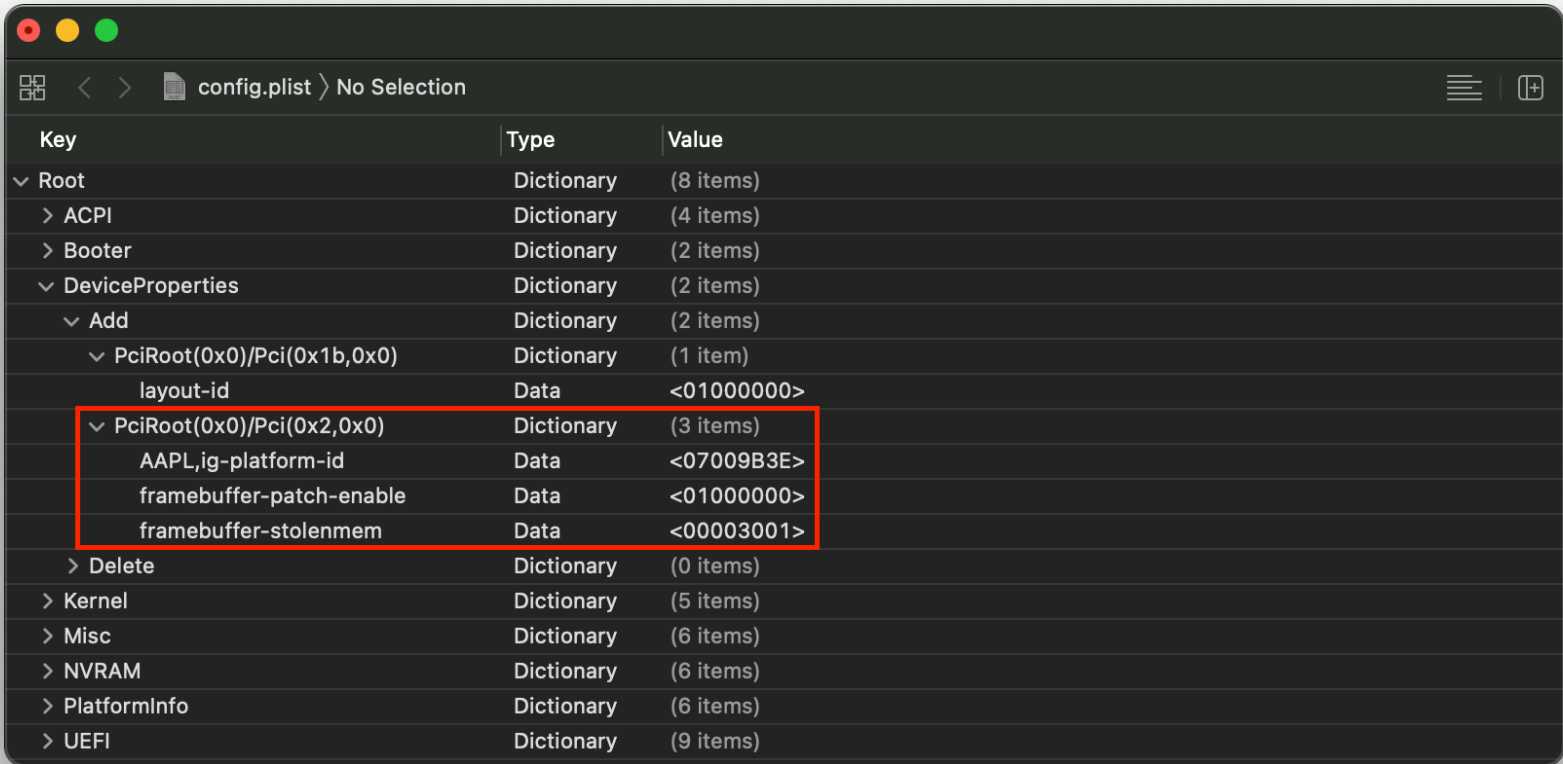 config.plist 〉 No Selection
Key Type Value
Root Dictionary (8 items)
ACPI Dictionary (4 items)
Booter Dictionary (2 items)
DeviceProperties Dictionary (2 items)
Add Dictionary (2 items)
PciRoot(0x0)/Pci(0x1b,0x0) Dictionary (1 item)
layout-id Data <01000000>
PciRoot(0x0)/Pci(0x2,0x0) Dictionary (3 items)
AAPL,ig-platform-id Data <07009B3E>
framebuffer-patch-enable Data <01000000>
framebuffer-stolenmem Data <00003001>
Delete Dictionary (0 items)
Kernel Dictionary (5 items)
Misc Dictionary (6 items)
NVRAM Dictionary (6 items)
PlatformInfo Dictionary (6 items)
UEFI Dictionary (9 items)